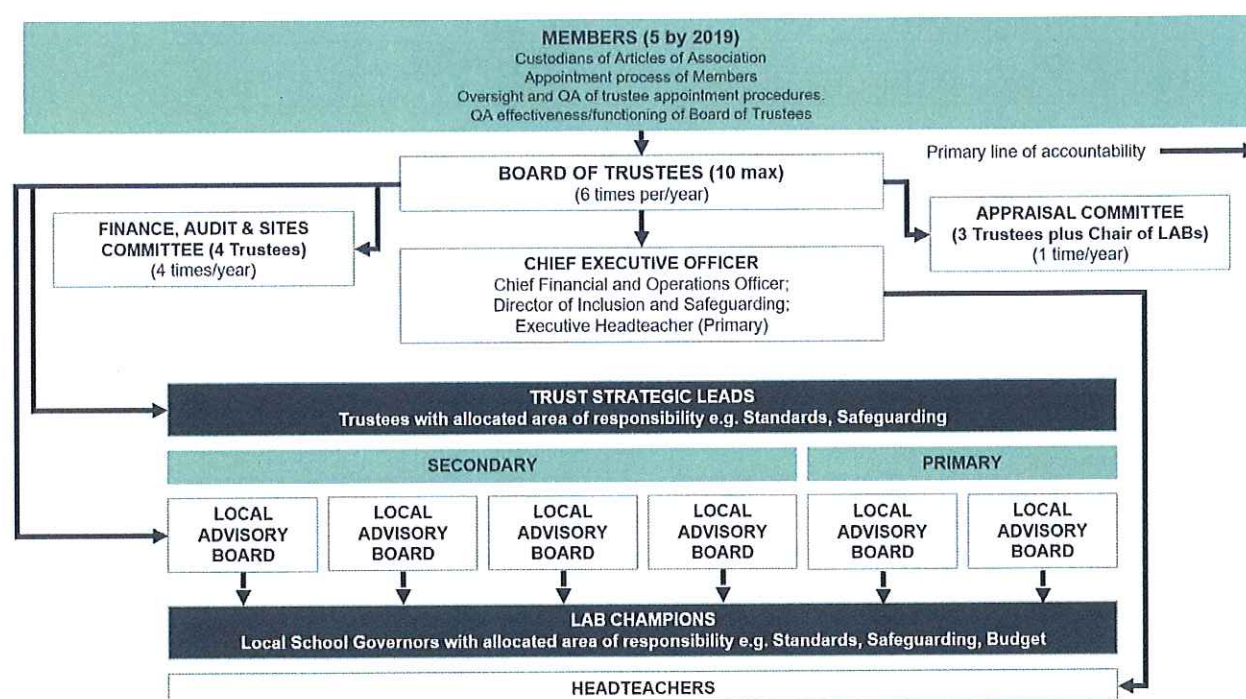 MEMBERS (5 by 2019)
Custodians of Articles of Association
Appointment process of Members
Oversight and QA of trustee appointment procedures.
QA effectiveness/functioning of Board of Trustees
Primary line of accountability
BOARD OF TRUSTEES (10 max)
(6 times per/year)
FINANCE, AUDIT & SITES
COMMITTEE (4 Trustees)
(4 times/year)
APPRAISAL COMMITTEE
(3 Trustees plus Chair of LABs)
(1 time/year)
CHIEF EXECUTIVE OFFICER
Chief Financial and Operations Officer;
Director of Inclusion and Safeguarding;
Executive Headteacher (Primary)
TRUST STRATEGIC LEADS
Trustees with allocated area of responsibility e.g. Standards, Safeguarding
SECONDARY
PRIMARY
LOCAL
ADVISORY
BOARD
LOCAL
ADVISORY
BOARD
LOCAL
ADVISORY
BOARD
LOCAL
ADVISORY
BOARD
LOCAL
ADVISORY
BOARD
LOCAL
ADVISORY
BOARD
LAB CHAMPIONS
Local School Governors with allocated area of responsibility e.g. Standards, Safeguarding, Budget
HEADTEACHERS